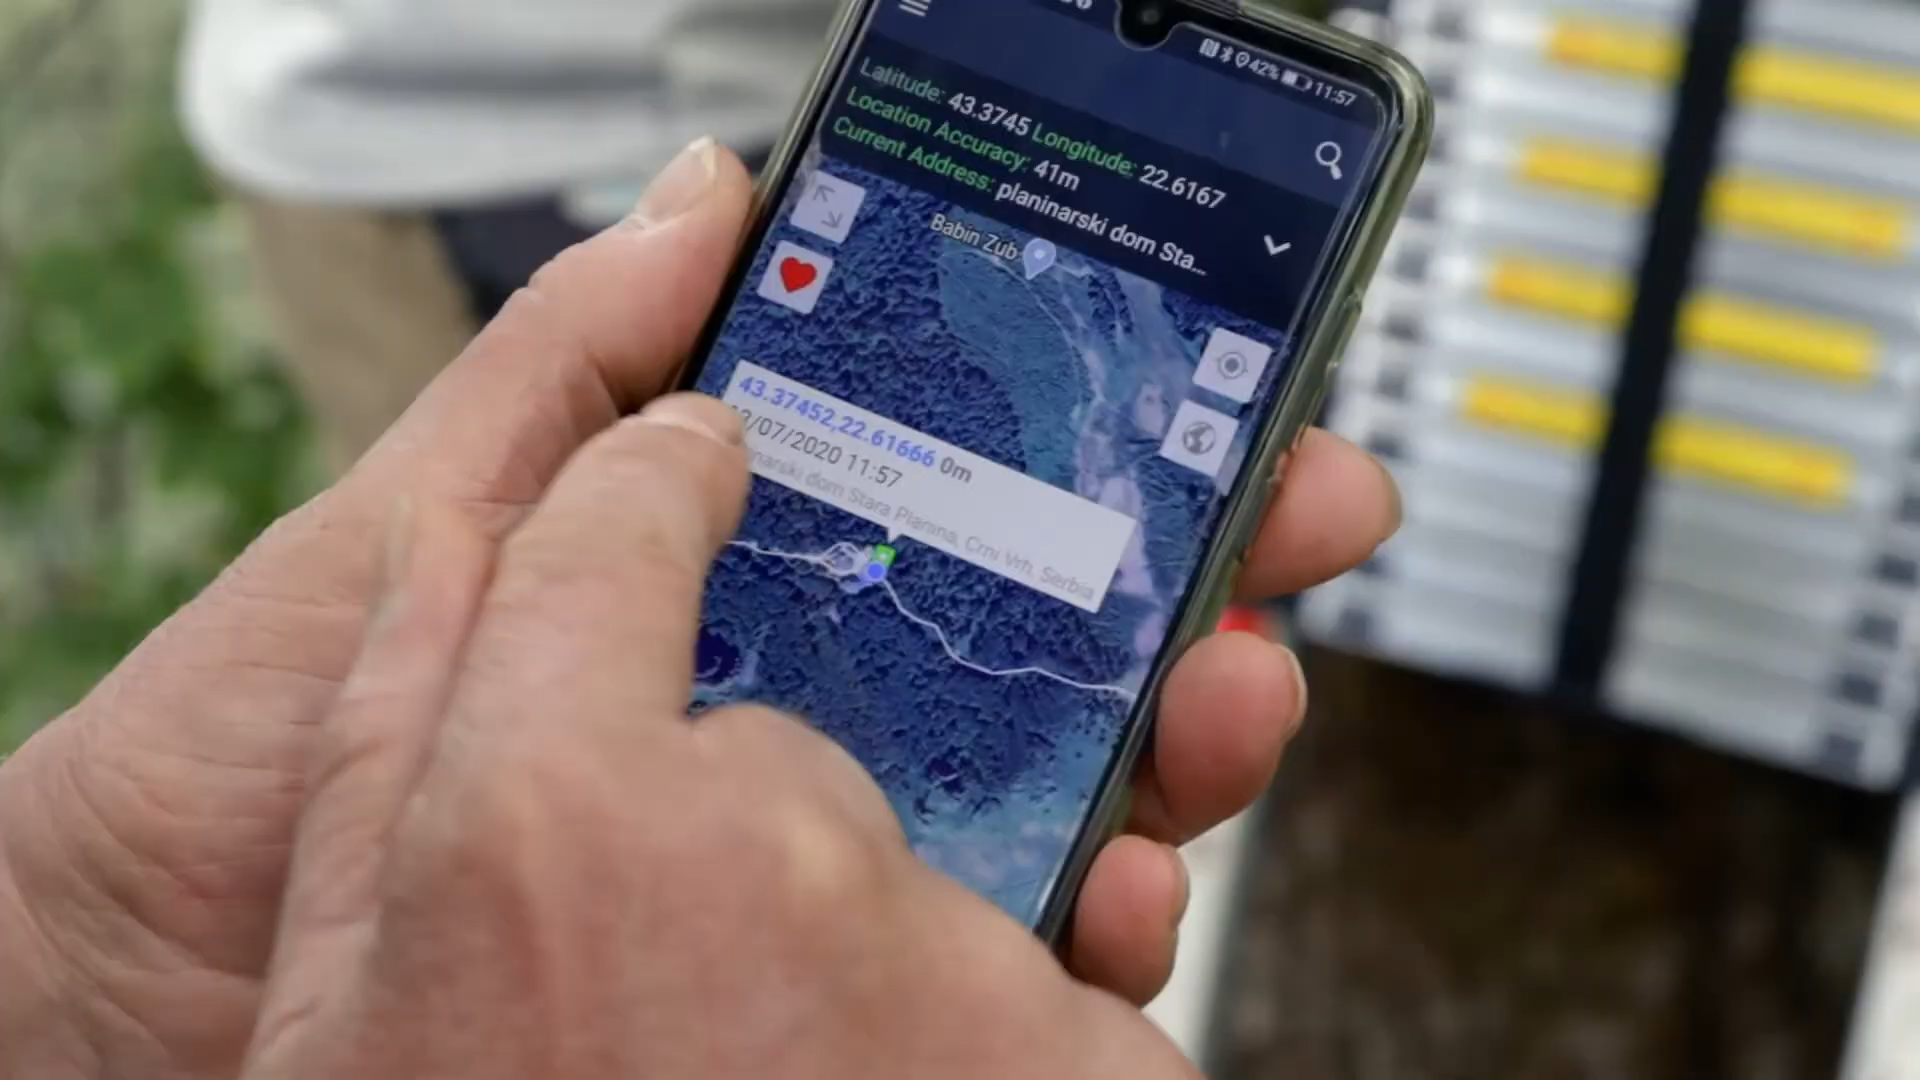 42% 11:57
Latitude: 43.3745 Longitude: 22.6167
Location Accuracy: 41m
Current Address: planinarski dom Sta...
Babin Zub
43.37452,22.61666 0m
/07/2020 11:57
dom Stara Planina, Crni Vrh, Serbia